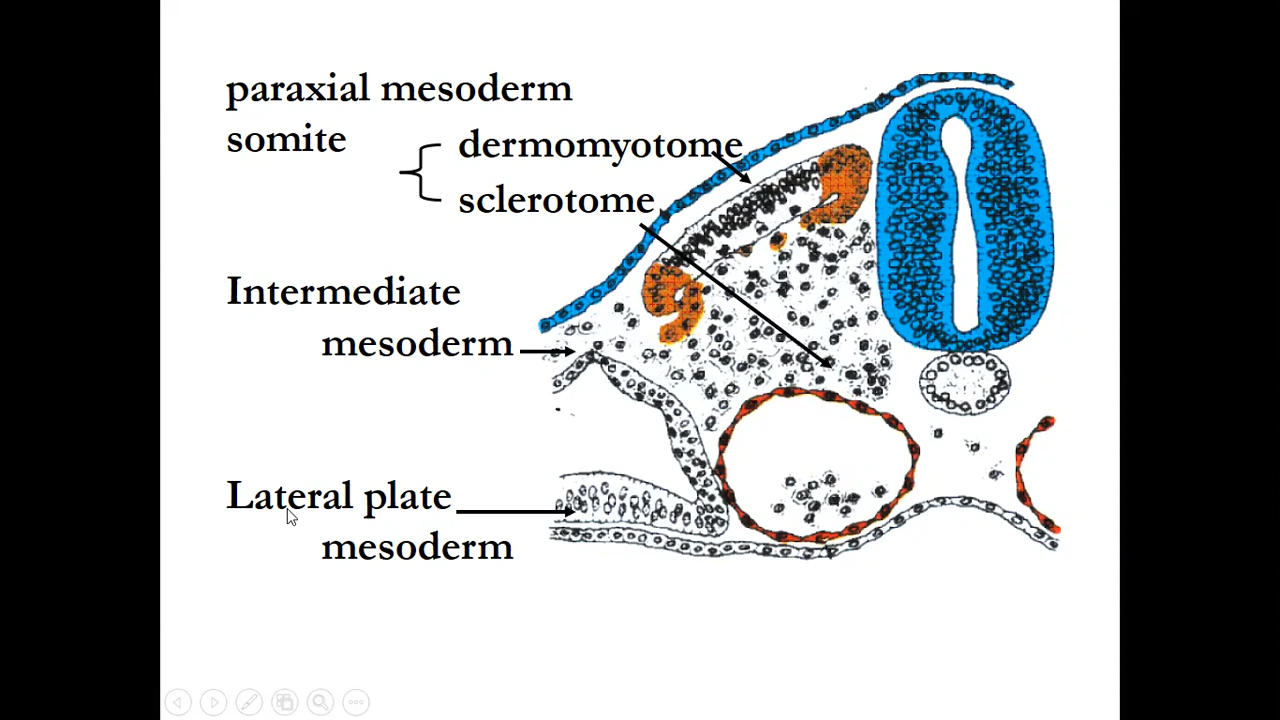 paraxial mesoderm
somite
dermomyotome
sclerotome
Intermediate
mesoderm
Lateral plate
mesoderm